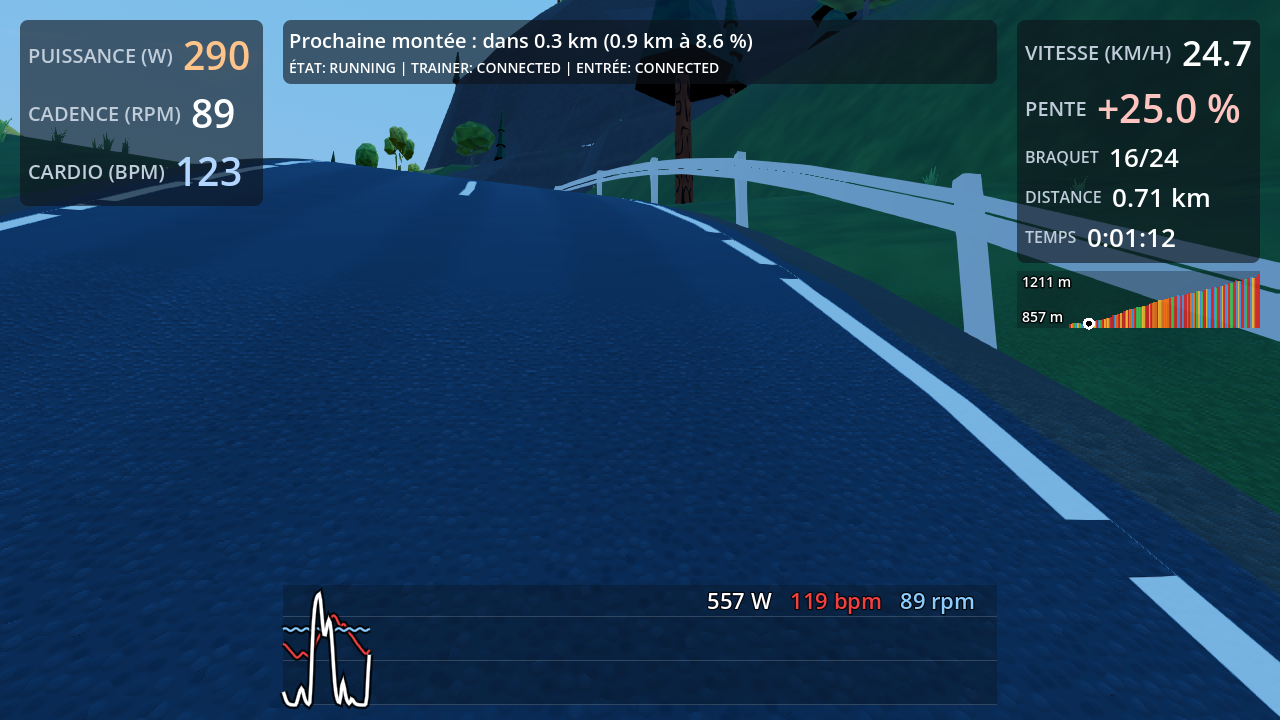 PUISSANCE (W) 290
CADENCE (RPM) 89
CARDIO (BPM) 123
Prochaine montée : dans 0.3 km (0.9 km à 8.6 %)
ÉTAT: RUNNING | TRAINER: CONNECTED | ENTRÉE: CONNECTED
VITESSE (KM/H) 24.7
PENTE +25.0 %
BRAQUET 16/24
DISTANCE 0.71 km
TEMPS 0:01:12
1211 m
857 m
557 W 119 bpm 89 rpm